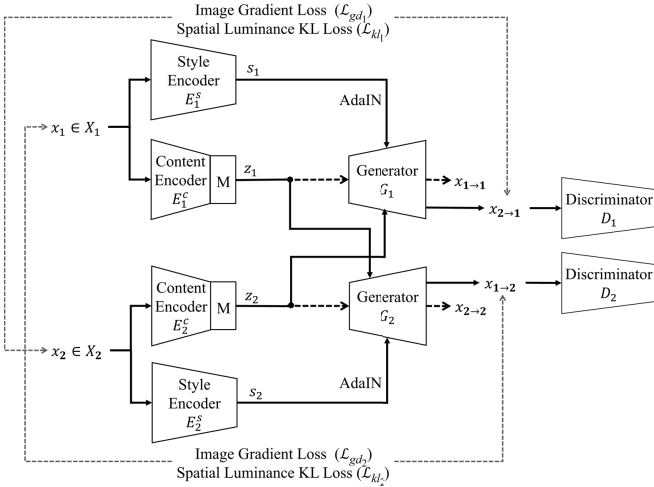 Image Gradient Loss (ℒgd₁)
Spatial Luminance KL Loss (ℒkl₁)
Style
Encoder
E₁ˢ
s₁
AdaIN
x₁ ∈ X₁
Content
Encoder
E₁ᶜ
M
z₁
Generator
G₁
x₁→₁
x₂→₁
Discriminator
D₁
Content
Encoder
E₂ᶜ
M
z₂
Generator
G₂
x₁→₂
x₂→₂
Discriminator
D₂
x₂ ∈ X₂
Style
Encoder
E₂ˢ
s₂
AdaIN
Image Gradient Loss (ℒgd₂)
Spatial Luminance KL Loss (ℒkl₂)